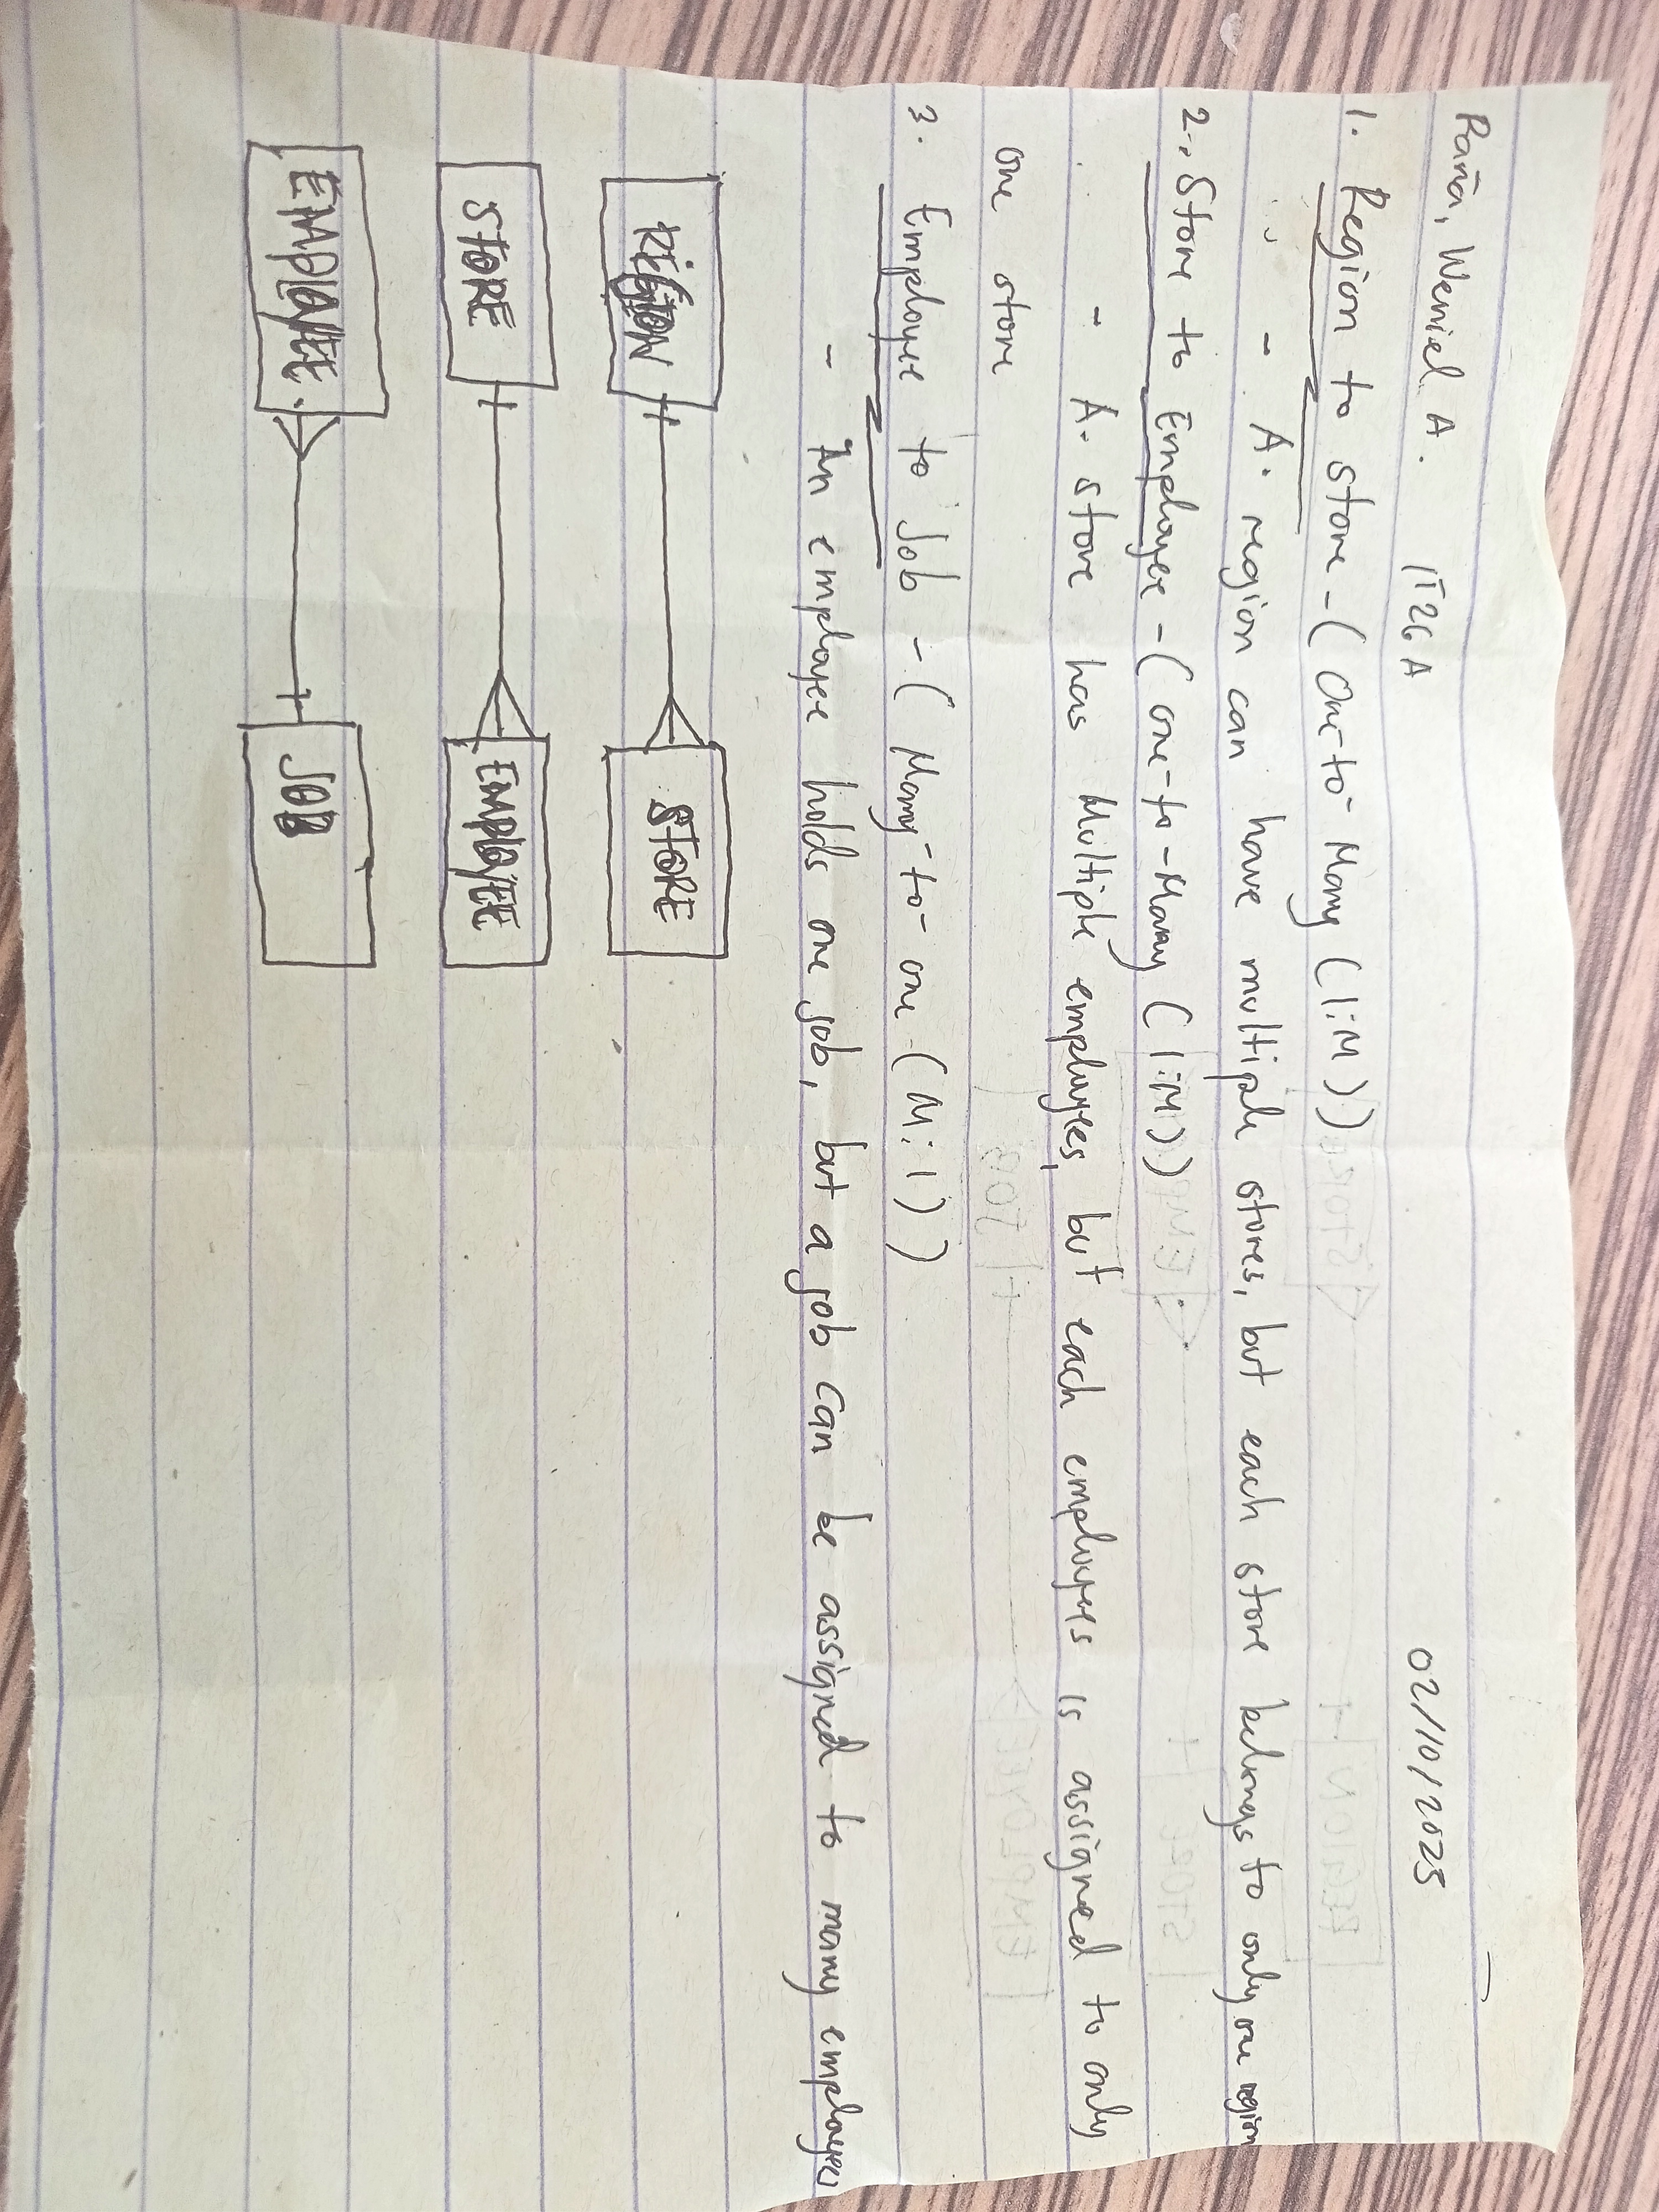 Paña, Weniel A. IT26A 02/10/2025
1. Region to store - (One-to-Many (1:M))
- A. region can have multiple stores, but each store belongs to only one region
2. Store to Employee - (one-to-Many (1:M))
- A. store has Multiple employees, but each employees is assigned to only
one store
3. Employee to Job - (Many-to-one (M:1))
- An employee holds one job, but a job can be assigned to many employees
REGION STORE
STORE EMPLOYEE
EMPLOYEE JOB